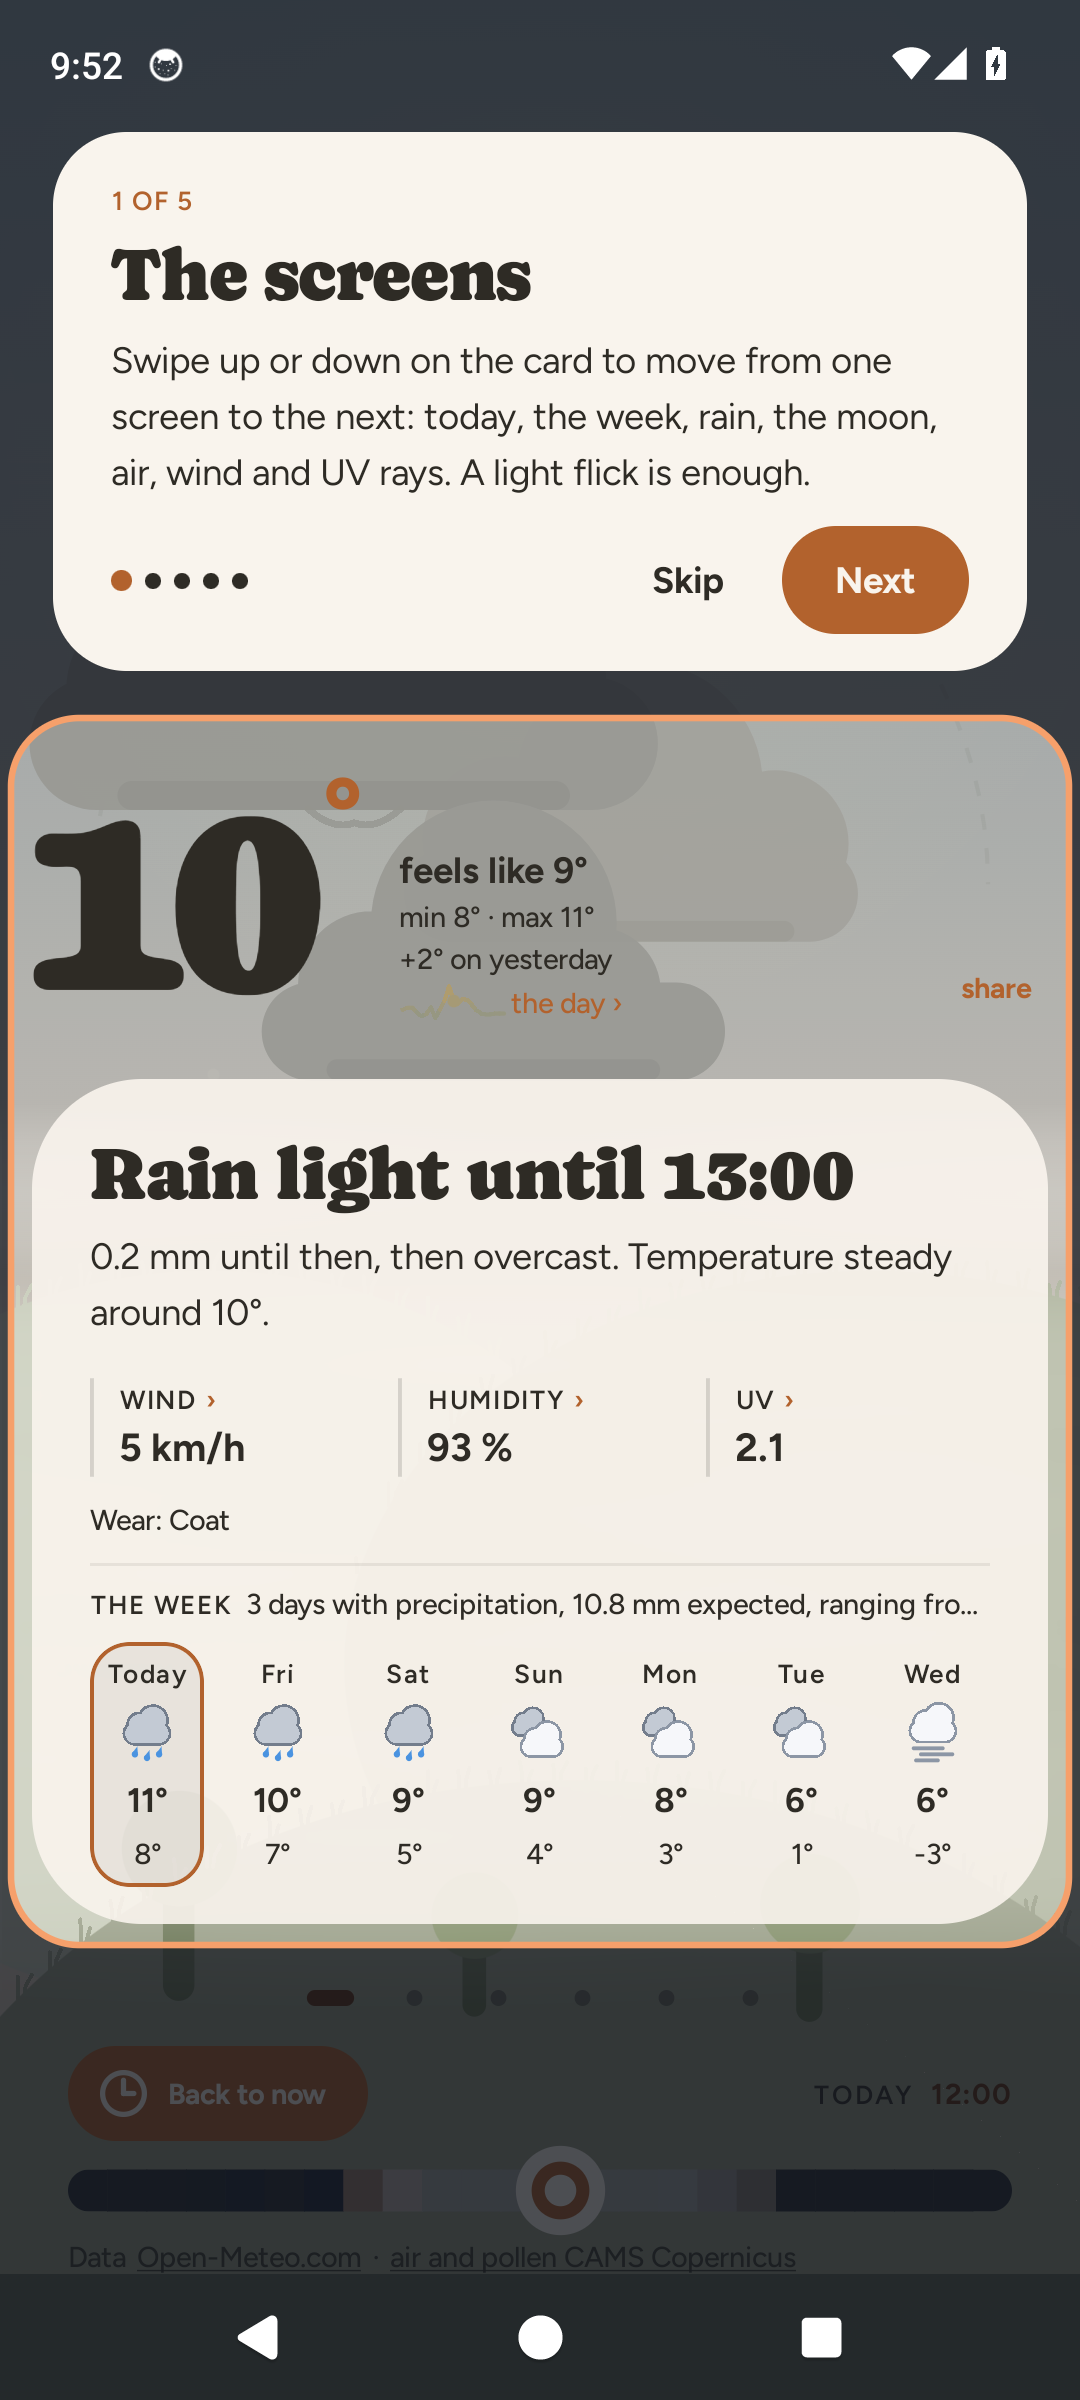 9:52
1 OF 5
The screens
Swipe up or down on the card to move from one
screen to the next: today, the week, rain, the moon,
air, wind and UV rays. A light flick is enough.
Skip
Next
10°
feels like 9°
min 8° · max 11°
+2° on yesterday
the day ›
share
Rain light until 13:00
0.2 mm until then, then overcast. Temperature steady
around 10°.
WIND › HUMIDITY › UV ›
5 km/h 93 % 2.1
Wear: Coat
THE WEEK 3 days with precipitation, 10.8 mm expected, ranging fro...
Today Fri Sat Sun Mon Tue Wed
11° 10° 9° 9° 8° 6° 6°
8° 7° 5° 4° 3° 1° -3°
Back to now
TODAY 12:00
Data Open-Meteo.com · air and pollen CAMS Copernicus